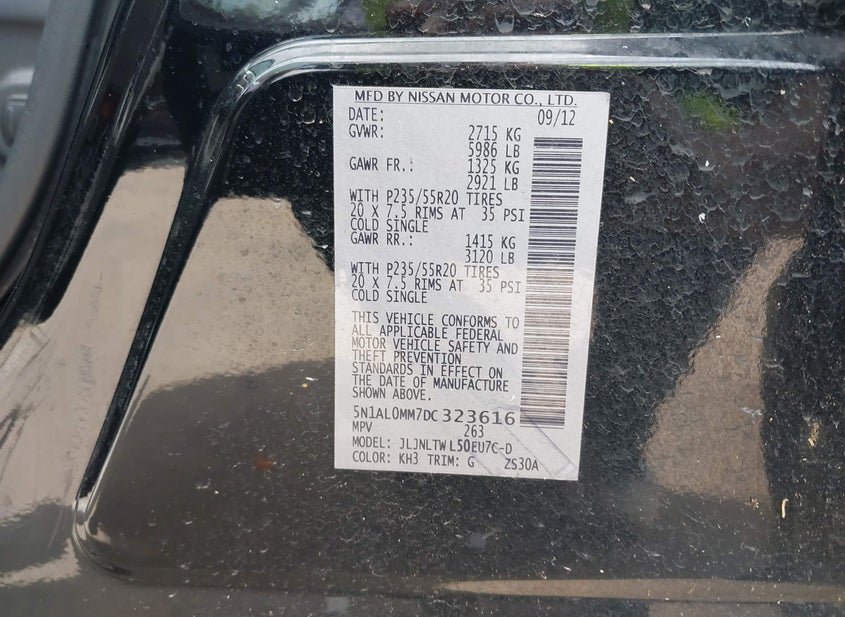 MFD BY NISSAN MOTOR CO., LTD.
DATE: 09/12
GVWR: 2715 KG
5986 LB
GAWR FR.: 1325 KG
2921 LB
WITH P235/55R20 TIRES
20 X 7.5 RIMS AT 35 PSI
COLD SINGLE
GAWR RR.: 1415 KG
3120 LB
WITH P235/55R20 TIRES
20 X 7.5 RIMS AT 35 PSI
COLD SINGLE
THIS VEHICLE CONFORMS TO
ALL APPLICABLE FEDERAL
MOTOR VEHICLE SAFETY AND
THEFT PREVENTION
STANDARDS IN EFFECT ON
THE DATE OF MANUFACTURE
SHOWN ABOVE.
5N1AL0MM7DC323616
MPV 263
MODEL: JLJNLTWL50EU7C-D
COLOR: KH3 TRIM: G ZS30A